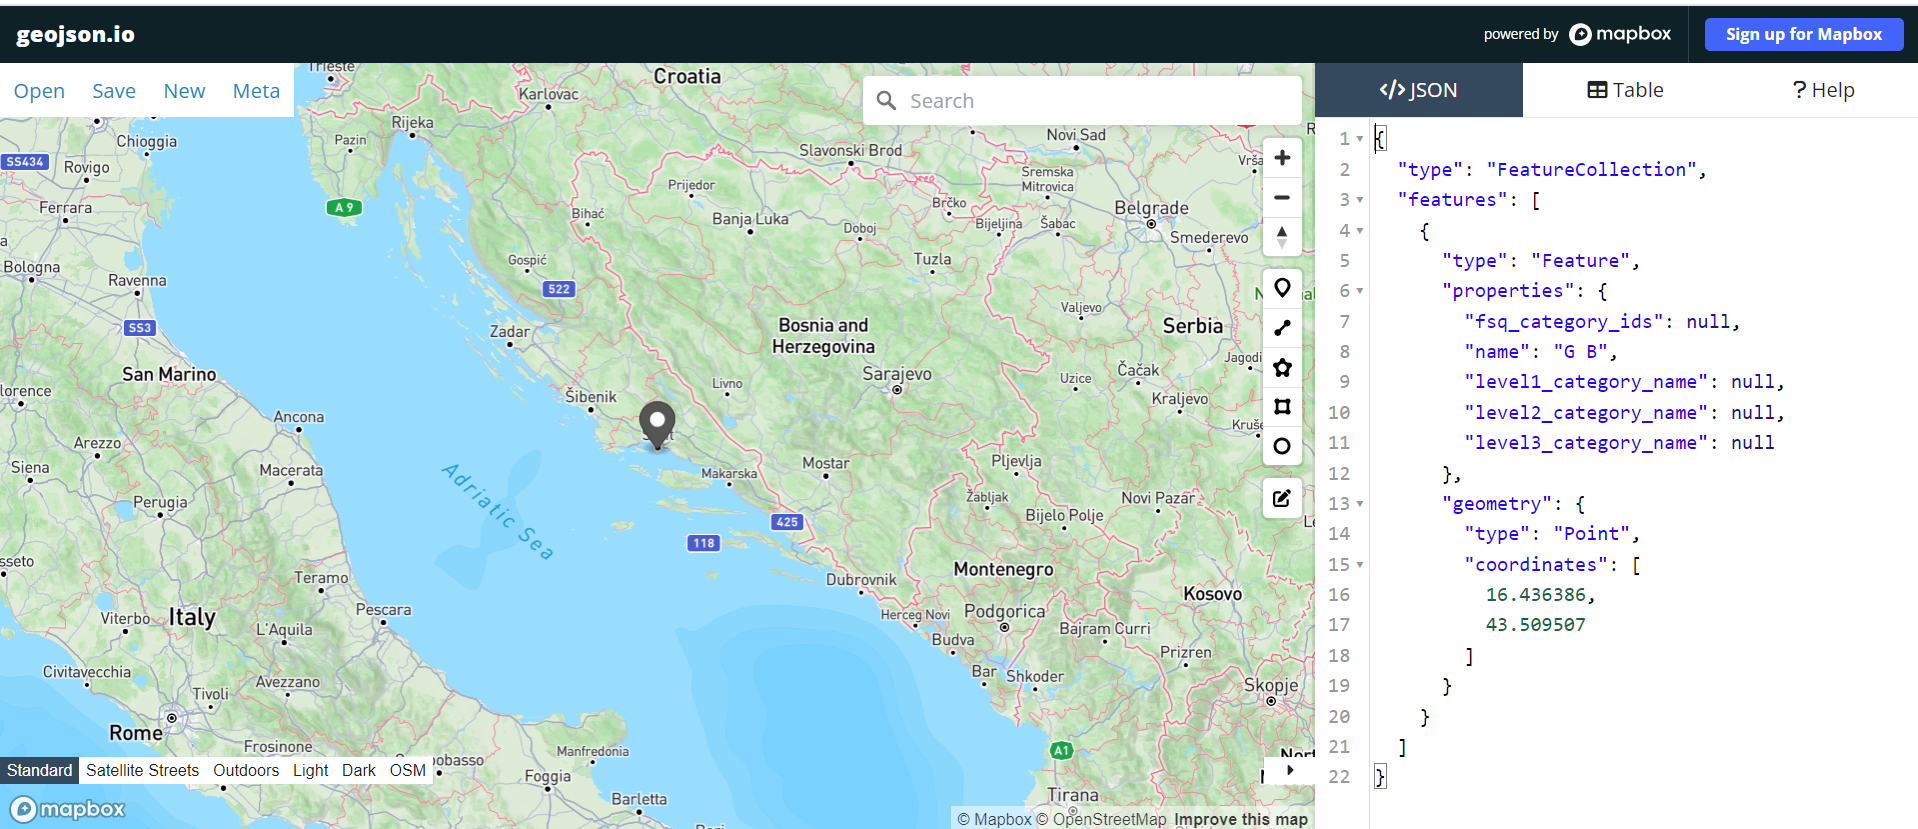 geojson.io
powered by mapbox
Sign up for Mapbox
Open Save New Meta
Search
JSON
Table
? Help
Trieste
Croatia
Karlovac
Rijeka
Pazin
Chioggia
SS434
Rovigo
Ferrara
A 9
Novi Sad
Slavonski Brod
Sremska
Mitrovica
Prijedor
Brčko
Belgrade
Bihać
Banja Luka
Doboj
Bijeljina
Šabac
Smederevo
Bologna
Ravenna
Gospić
Tuzla
522
SS3
Zadar
Valjevo
Bosnia and
Herzegovina
Serbia
San Marino
Livno
Sarajevo
Uzice
Čačak
Kraljevo
Šibenik
Ancona
Arezzo
Siena
Macerata
Makarska
Mostar
Pljevlja
Žabljak
Novi Pazar
Perugia
Adriatic Sea
425
118
Bijelo Polje
Teramo
Dubrovnik
Montenegro
Kosovo
Viterbo
Italy
Pescara
L'Aquila
Herceg Novi
Podgorica
Budva
Bajram Curri
Prizren
Civitavecchia
Avezzano
Tivoli
Bar
Shkoder
Skopje
Rome
Frosinone
Manfredonia
A1
Foggia
Barletta
Tirana
Standard Satellite Streets Outdoors Light Dark OSM
mapbox
© Mapbox © OpenStreetMap Improve this map
1 {
2 "type": "FeatureCollection",
3 "features": [
4 {
5 "type": "Feature",
6 "properties": {
7 "fsq_category_ids": null,
8 "name": "G B",
9 "level1_category_name": null,
10 "level2_category_name": null,
11 "level3_category_name": null
12 },
13 "geometry": {
14 "type": "Point",
15 "coordinates": [
16 16.436386,
17 43.509507
18 ]
19 }
20 }
21 ]
22 }